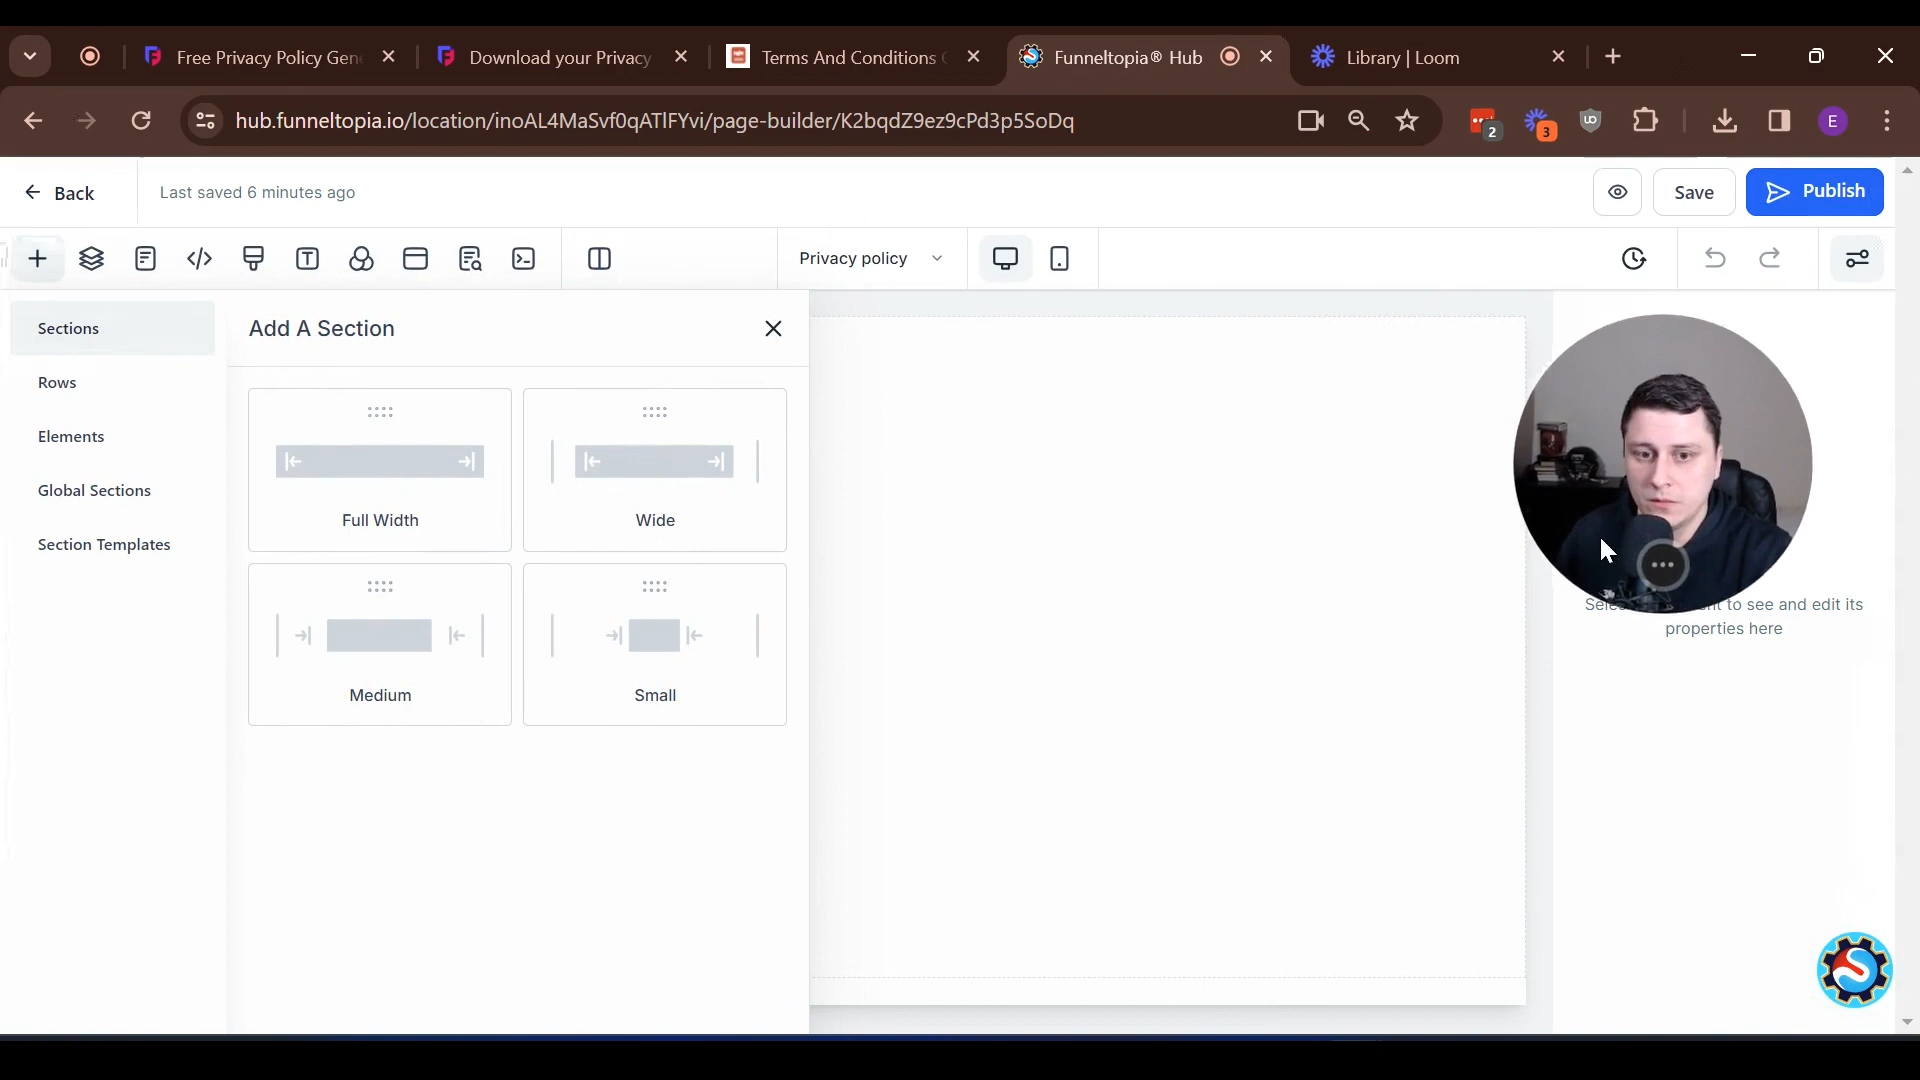 Free Privacy Policy Gen
Download your Privacy
Terms And Conditions
Funneltopia® Hub
Library | Loom
hub.funneltopia.io/location/inoAL4MaSvf0qATlFYvi/page-builder/K2bqdZ9ez9cPd3p5SoDq
2
3
E
Back
Last saved 6 minutes ago
Save
Publish
Privacy policy
Sections
Rows
Elements
Global Sections
Section Templates
Add A Section
Full Width
Wide
Medium
Small
to see and edit its
properties here